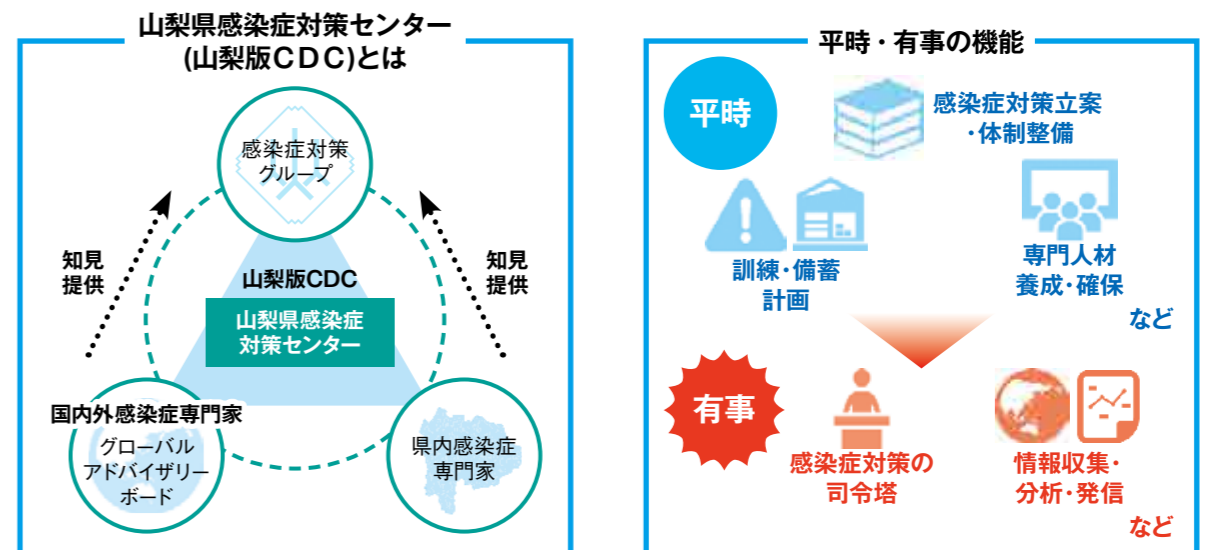 山梨県感染症対策センター
(山梨版CDC)とは
感染症対策
グループ
知見
提供
知見
提供
山梨版CDC
山梨県感染症
対策センター
国内外感染症専門家
グローバル
アドバイザリー
ボード
県内感染症
専門家
平時・有事の機能
平時
感染症対策立案
・体制整備
訓練・備蓄
計画
専門人材
養成・確保
など
有事
感染症対策の
司令塔
情報収集・
分析・発信
など